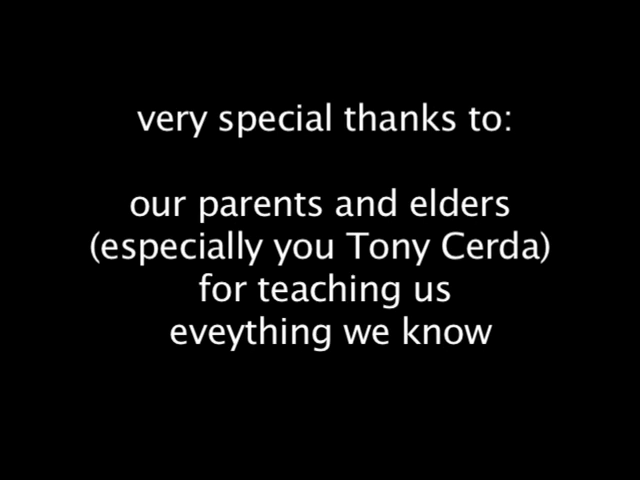 very special thanks to:
our parents and elders
(especially you Tony Cerda)
for teaching us
eveything we know